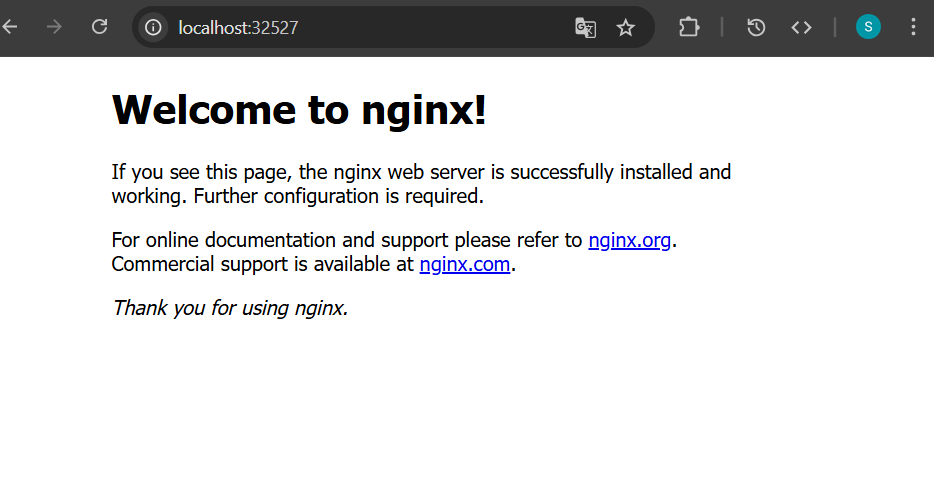 localhost:32527
S
Welcome to nginx!
If you see this page, the nginx web server is successfully installed and
working. Further configuration is required.
For online documentation and support please refer to nginx.org.
Commercial support is available at nginx.com.
Thank you for using nginx.